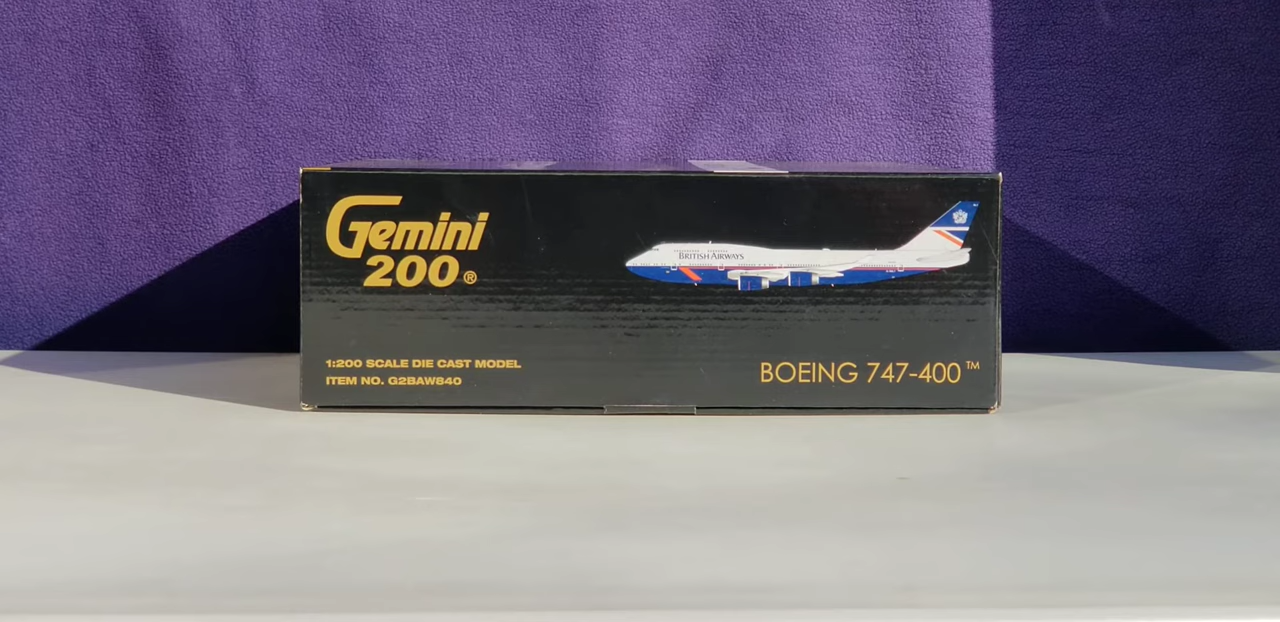 Gemini
200®
BRITISH AIRWAYS
1:200 SCALE DIE CAST MODEL
ITEM NO. G2BAW840
BOEING 747-400™